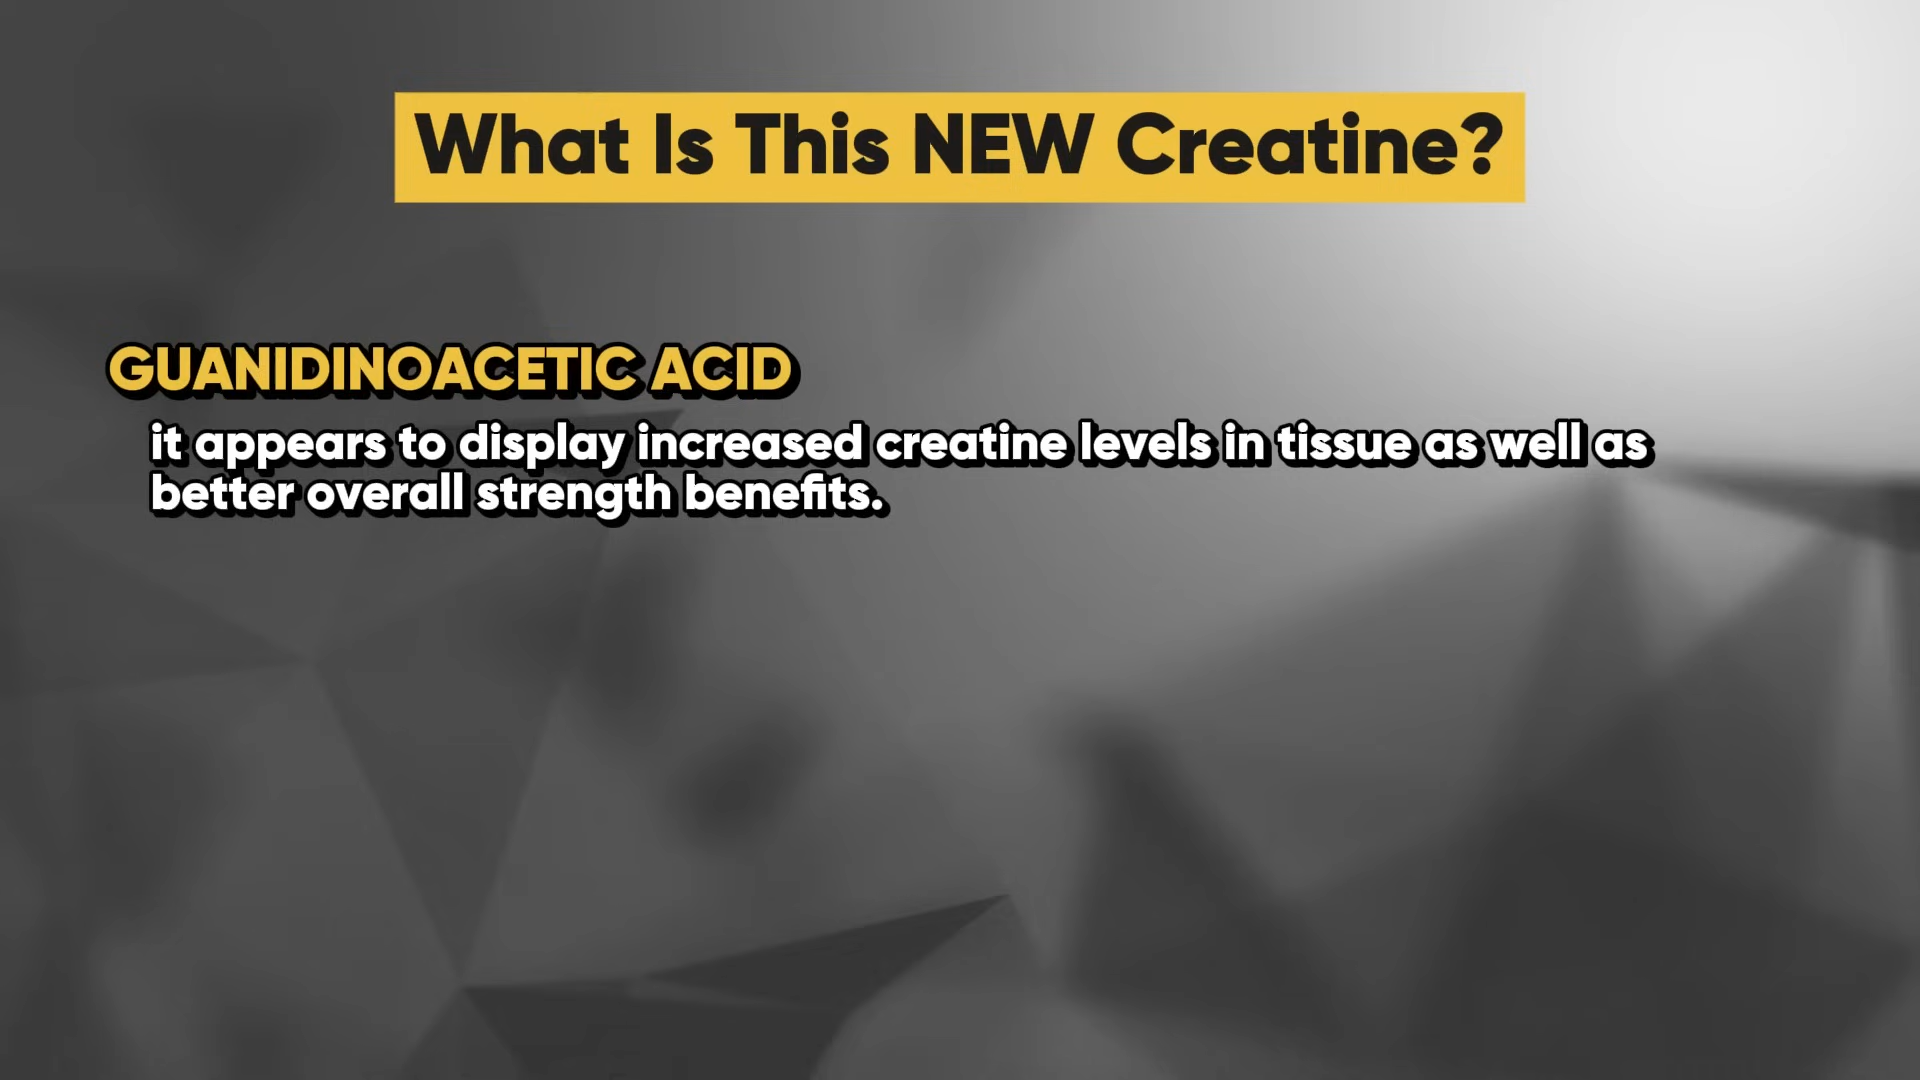 What Is This NEW Creatine?
GUANIDINOACETIC ACID
it appears to display increased creatine levels in tissue as well as
better overall strength benefits.